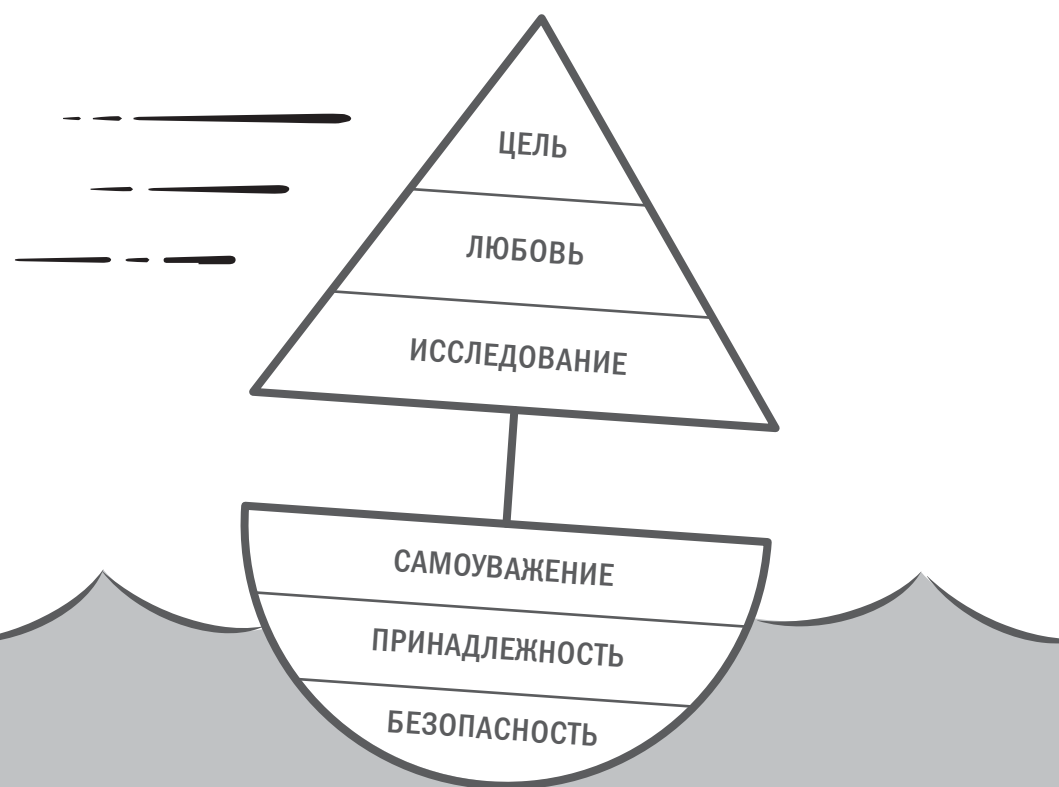 ЦЕЛЬ
ЛЮБОВЬ
ИССЛЕДОВАНИЕ
САМОУВАЖЕНИЕ
ПРИНАДЛЕЖНОСТЬ
БЕЗОПАСНОСТЬ